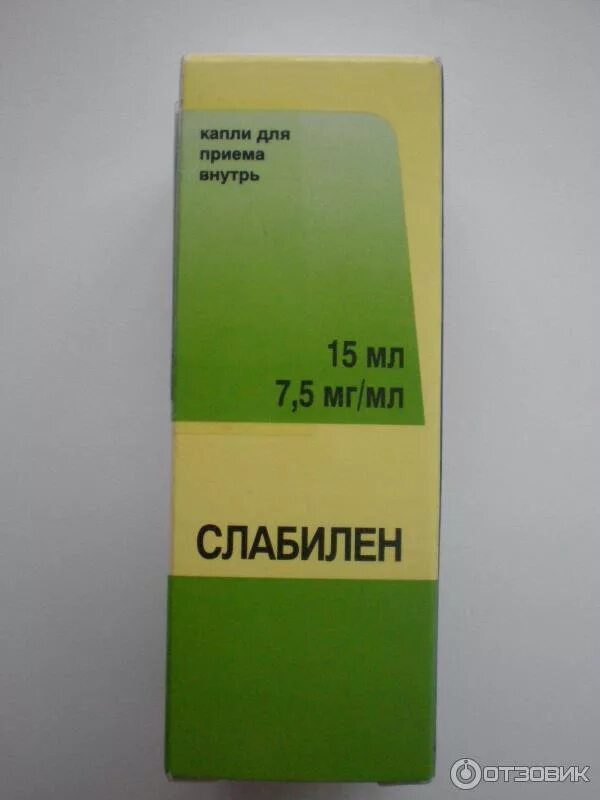 капли для
приема
внутрь
15 мл
7,5 мг/мл
СЛАБИЛЕН
ОТЗОВИК